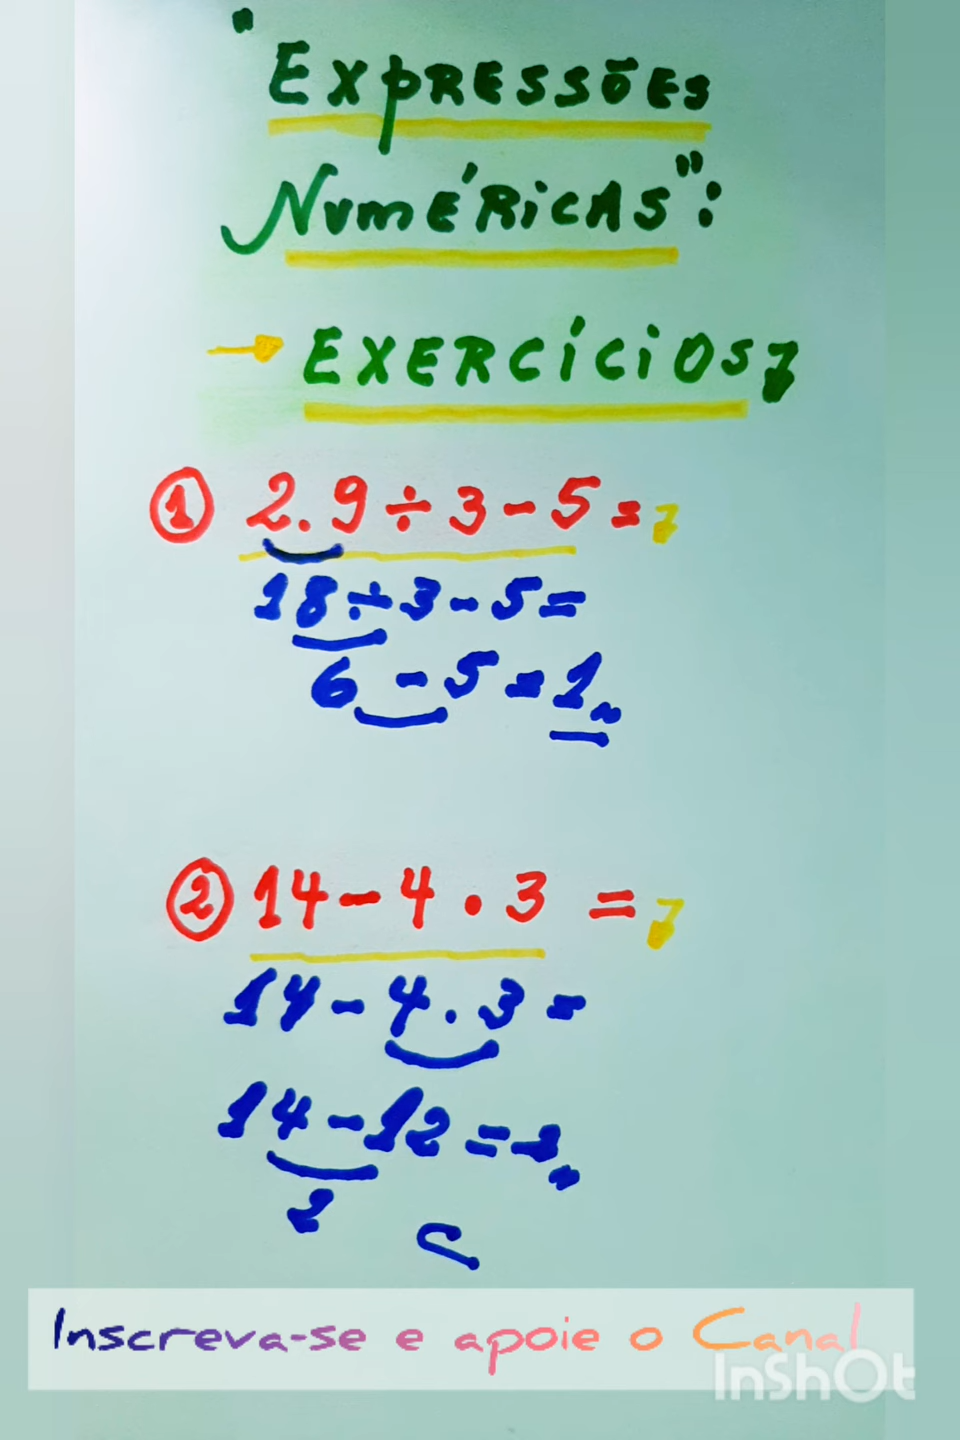 "Expressões
Numéricas":
→ Exercícios
① 2.9÷3-5=
18÷3-5=
6-5=1
② 14-4.3=
14-4.3=
14-12=2
2
Inscreva-se e apoie o Canal
InShOt